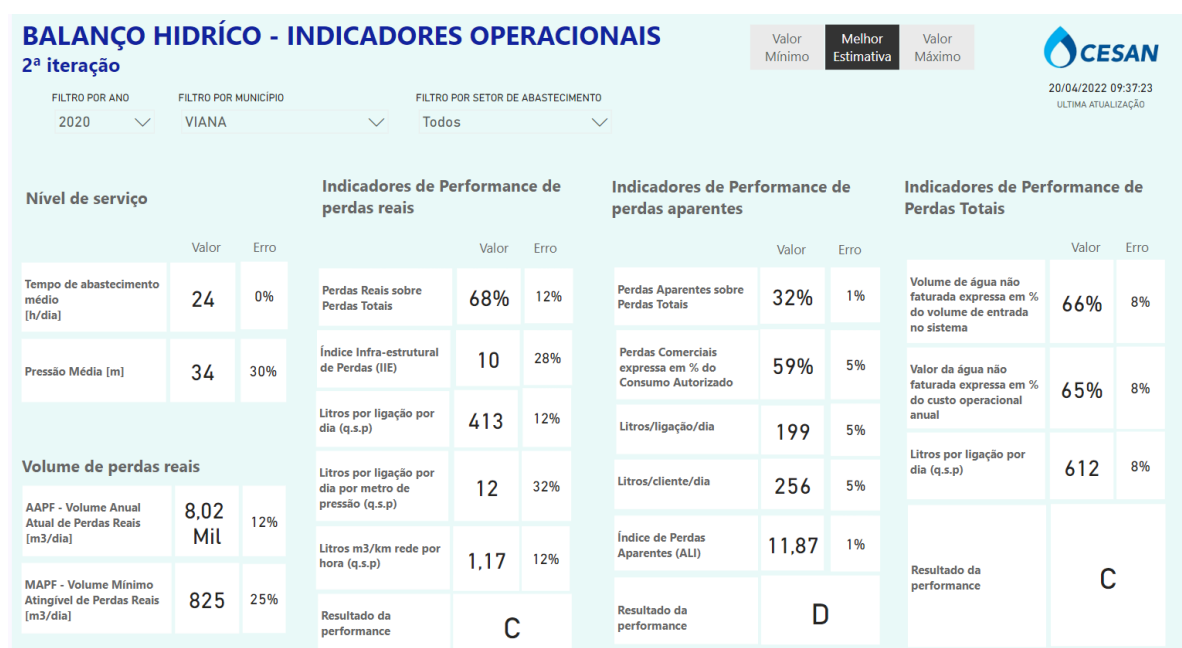 BALANÇO HIDRÍCO - INDICADORES OPERACIONAIS
2ª iteração
Valor
Mínimo
Melhor
Estimativa
Valor
Máximo
CESAN
20/04/2022 09:37:23
ULTIMA ATUALIZAÇÃO
FILTRO POR ANO
2020
FILTRO POR MUNICÍPIO
VIANA
FILTRO POR SETOR DE ABASTECIMENTO
Todos
Nível de serviço
Valor Erro
Tempo de abastecimento
médio
[h/dia]
24
0%
Pressão Média [m]
34
30%
Volume de perdas reais
AAPF - Volume Anual
Atual de Perdas Reais
[m3/dia]
8,02
Mil
12%
MAPF - Volume Mínimo
Atingível de Perdas Reais
[m3/dia]
825
25%
Indicadores de Performance de
perdas reais
Valor Erro
Perdas Reais sobre
Perdas Totais
68%
12%
Índice Infra-estrutural
de Perdas (IIE)
10
28%
Litros por ligação por
dia (q.s.p)
413
12%
Litros por ligação por
dia por metro de
pressão (q.s.p)
12
32%
Litros m3/km rede por
hora (q.s.p)
1,17
12%
Resultado da
performance
C
Indicadores de Performance de
perdas aparentes
Valor Erro
Perdas Aparentes sobre
Perdas Totais
32%
1%
Perdas Comerciais
expressa em % do
Consumo Autorizado
59%
5%
Litros/ligação/dia
199
5%
Litros/cliente/dia
256
5%
Índice de Perdas
Aparentes (ALI)
11,87
1%
Resultado da
performance
D
Indicadores de Performance de
Perdas Totais
Valor Erro
Volume de água não
faturada expressa em %
do volume de entrada
no sistema
66%
8%
Valor da água não
faturada expressa em %
do custo operacional
anual
65%
8%
Litros por ligação por
dia (q.s.p)
612
8%
Resultado da
performance
C